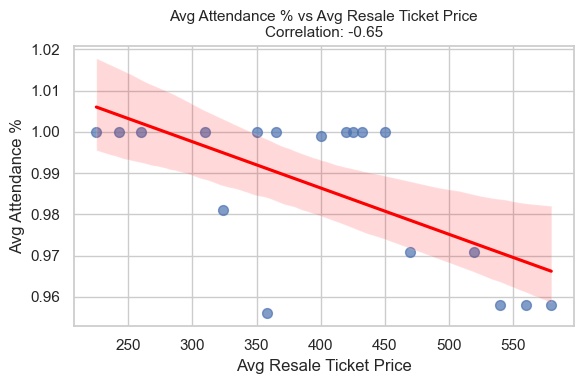 Avg Attendance % vs Avg Resale Ticket Price
Correlation: -0.65
1.02
1.01
1.00
0.99
0.98
0.97
0.96
Avg Attendance %
250 300 350 400 450 500 550
Avg Resale Ticket Price